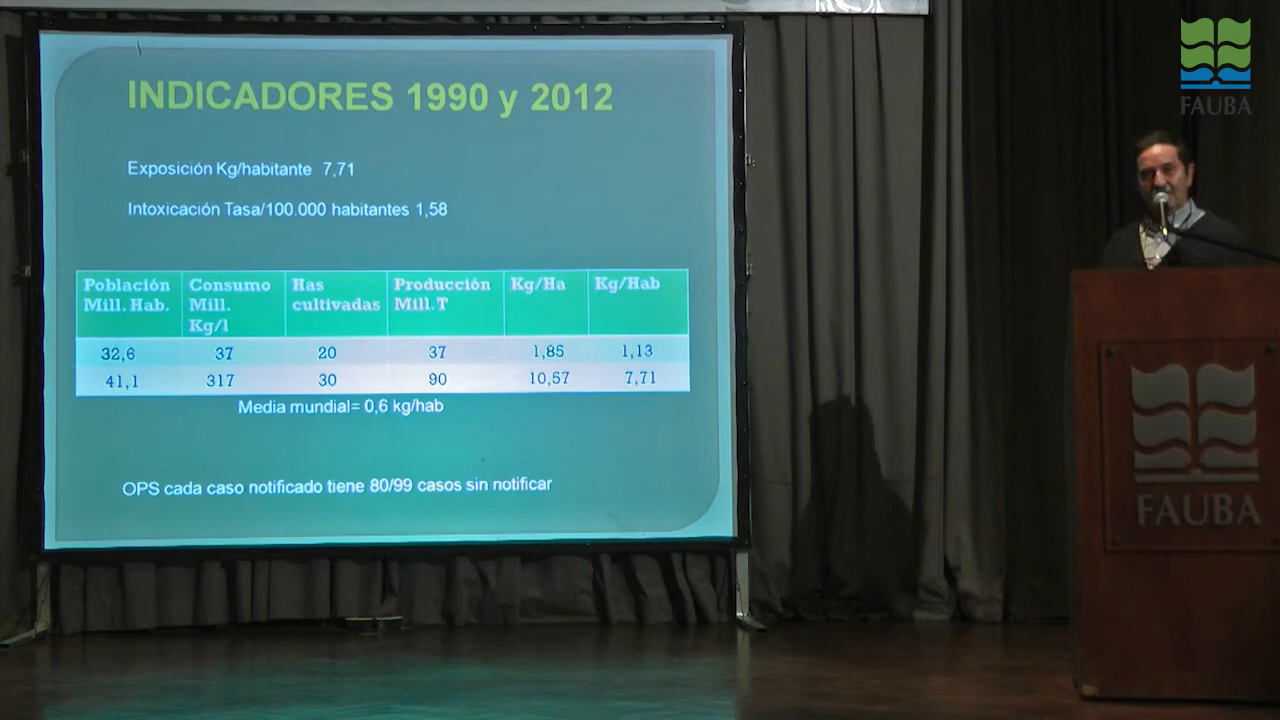 INDICADORES 1990 y 2012
Exposición Kg/habitante 7,71
Intoxicación Tasa/100.000 habitantes 1,58
Población Mill. Hab. Consumo Mill. Kg/l Has cultivadas Producción Mill. T Kg/Ha Kg/Hab
32,6 37 20 37 1,85 1,13
41,1 317 30 90 10,57 7,71
Media mundial= 0,6 kg/hab
OPS cada caso notificado tiene 80/99 casos sin notificar
FAUBA
FAUBA